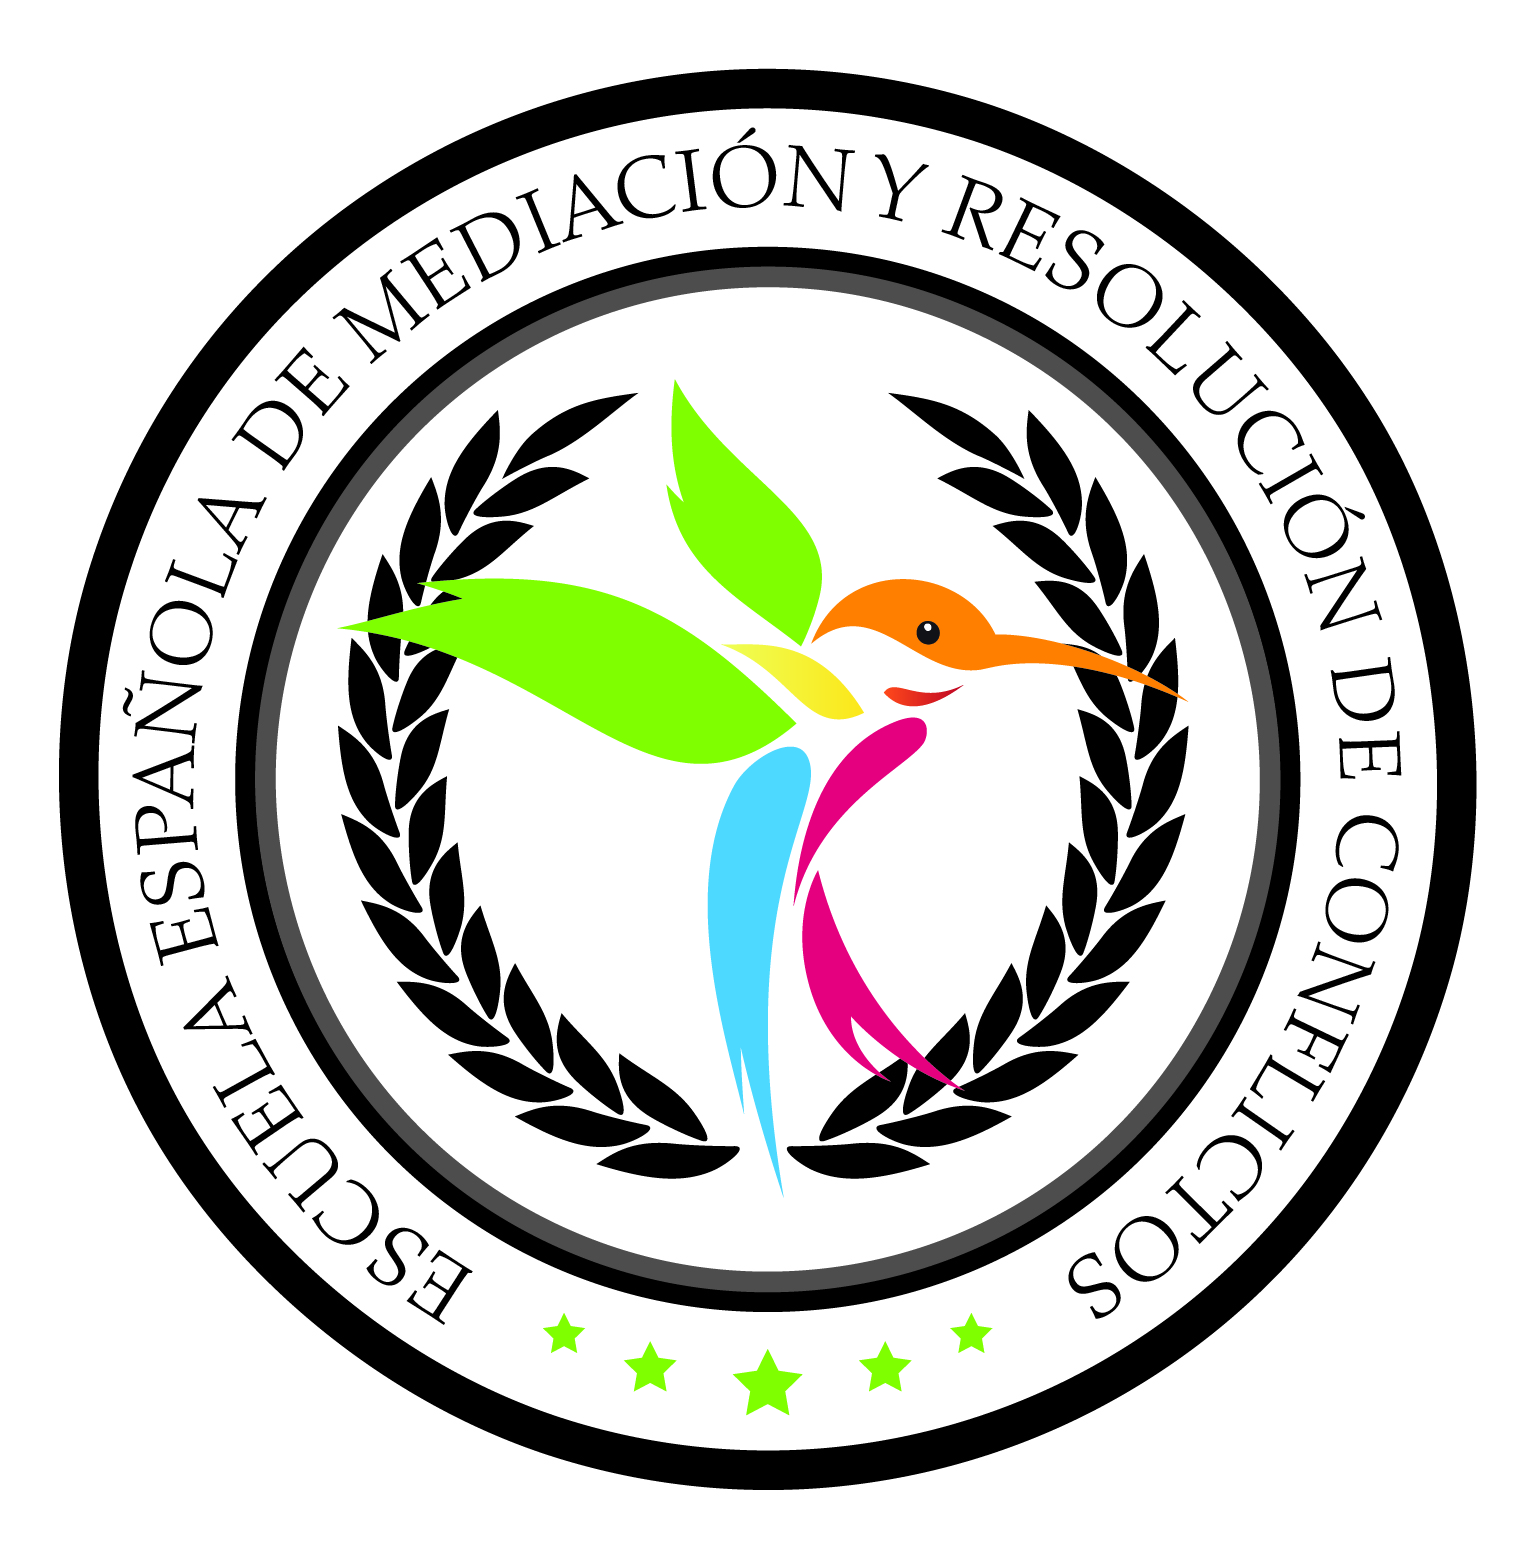 ESCUELA ESPAÑOLA DE MEDIACIÓN Y RESOLUCIÓN DE CONFLICTOS